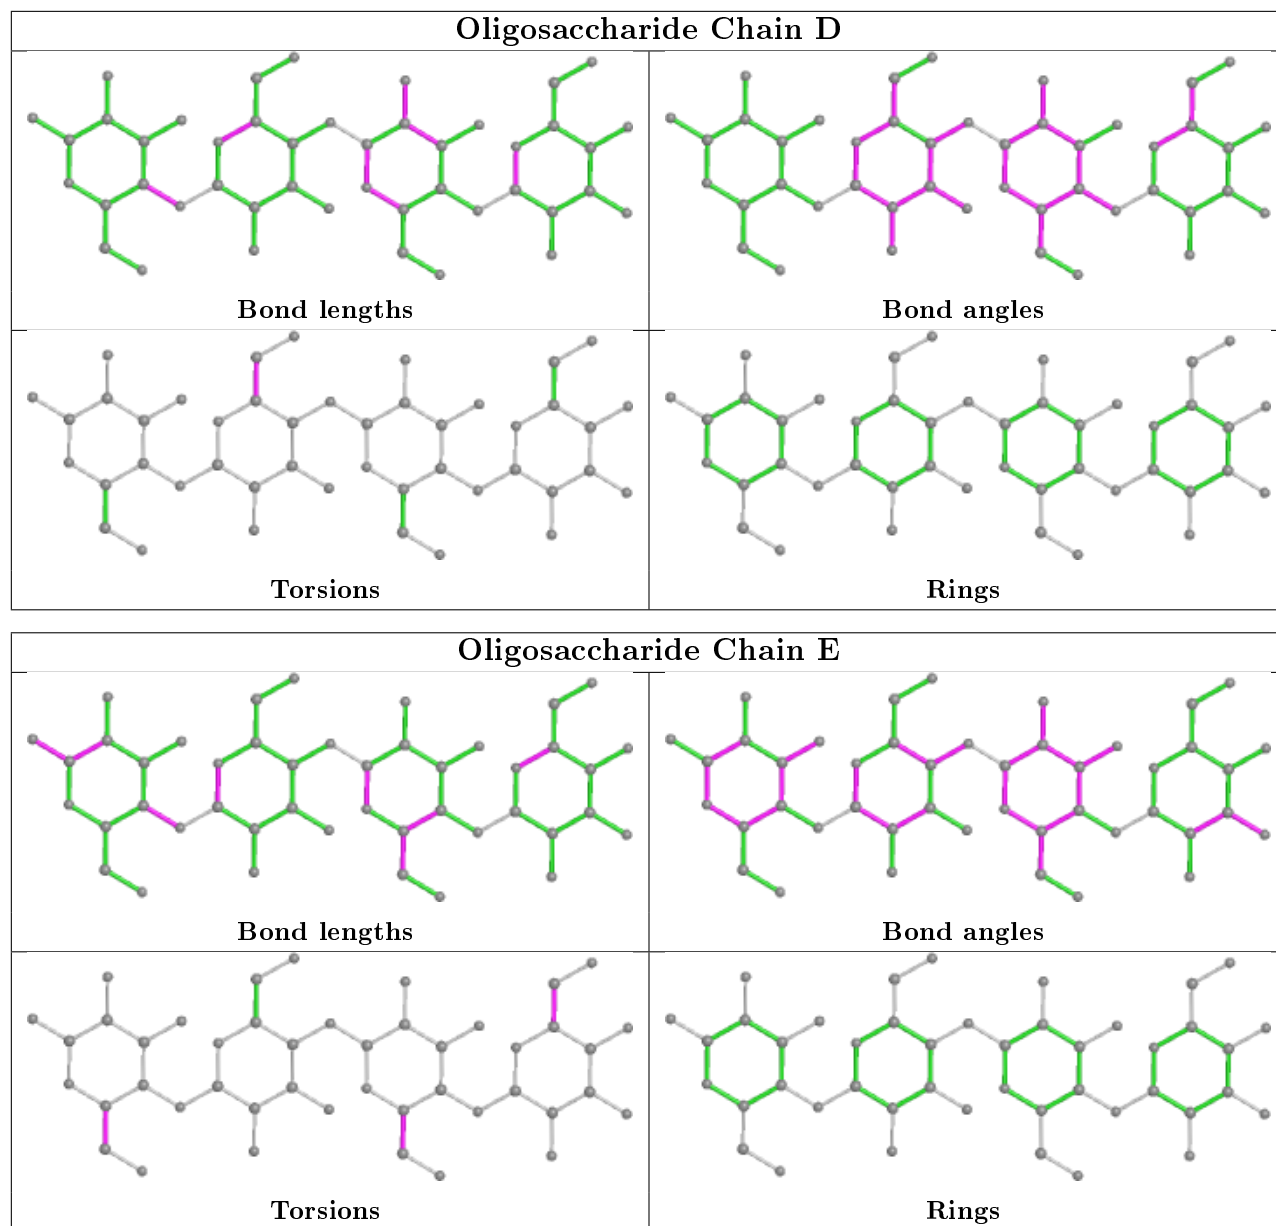 Oligosaccharide Chain D
Bond lengths
Bond angles
Torsions
Rings
Oligosaccharide Chain E
Bond lengths
Bond angles
Torsions
Rings